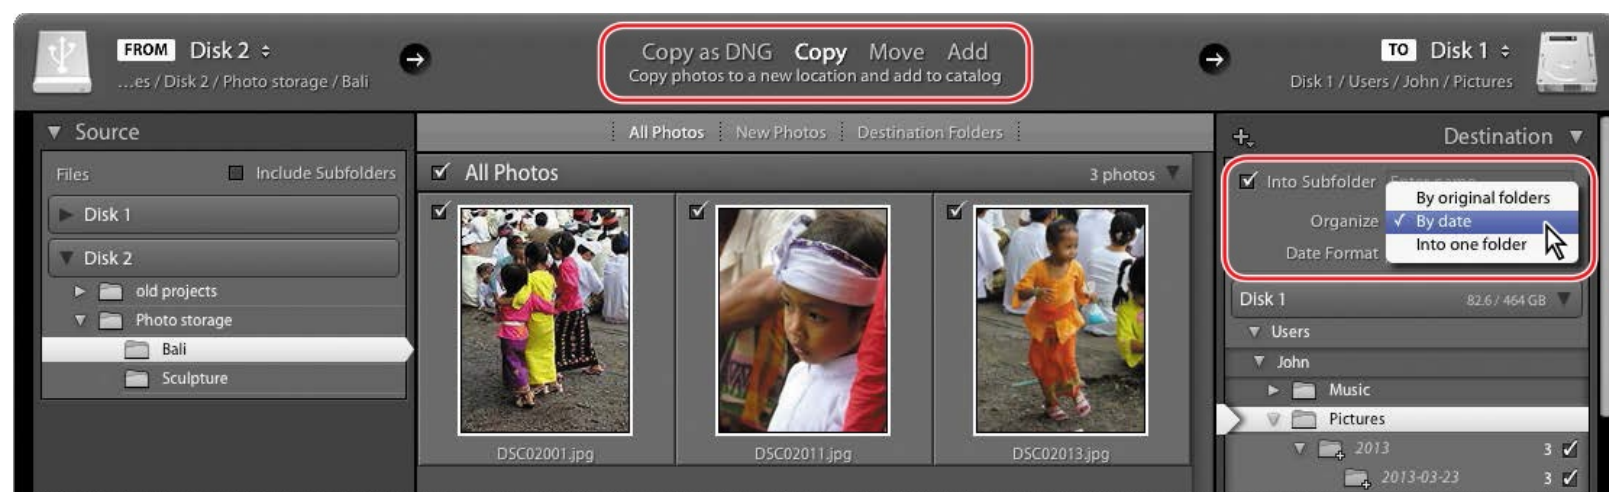 FROM Disk 2
…es / Disk 2 / Photo storage / Bali
Copy as DNG Copy Move Add
Copy photos to a new location and add to catalog
TO Disk 1
Disk 1 / Users / John / Pictures
Source
Files Include Subfolders
Disk 1
Disk 2
old projects
Photo storage
Bali
Sculpture
All Photos New Photos Destination Folders
All Photos 3 photos
DSC02001.jpg DSC02011.jpg DSC02013.jpg
Destination
Into Subfolder
Organize
Date Format
By original folders
By date
Into one folder
Disk 1 82.6 / 464 GB
Users
John
Music
Pictures
2013 3
2013-03-23 3